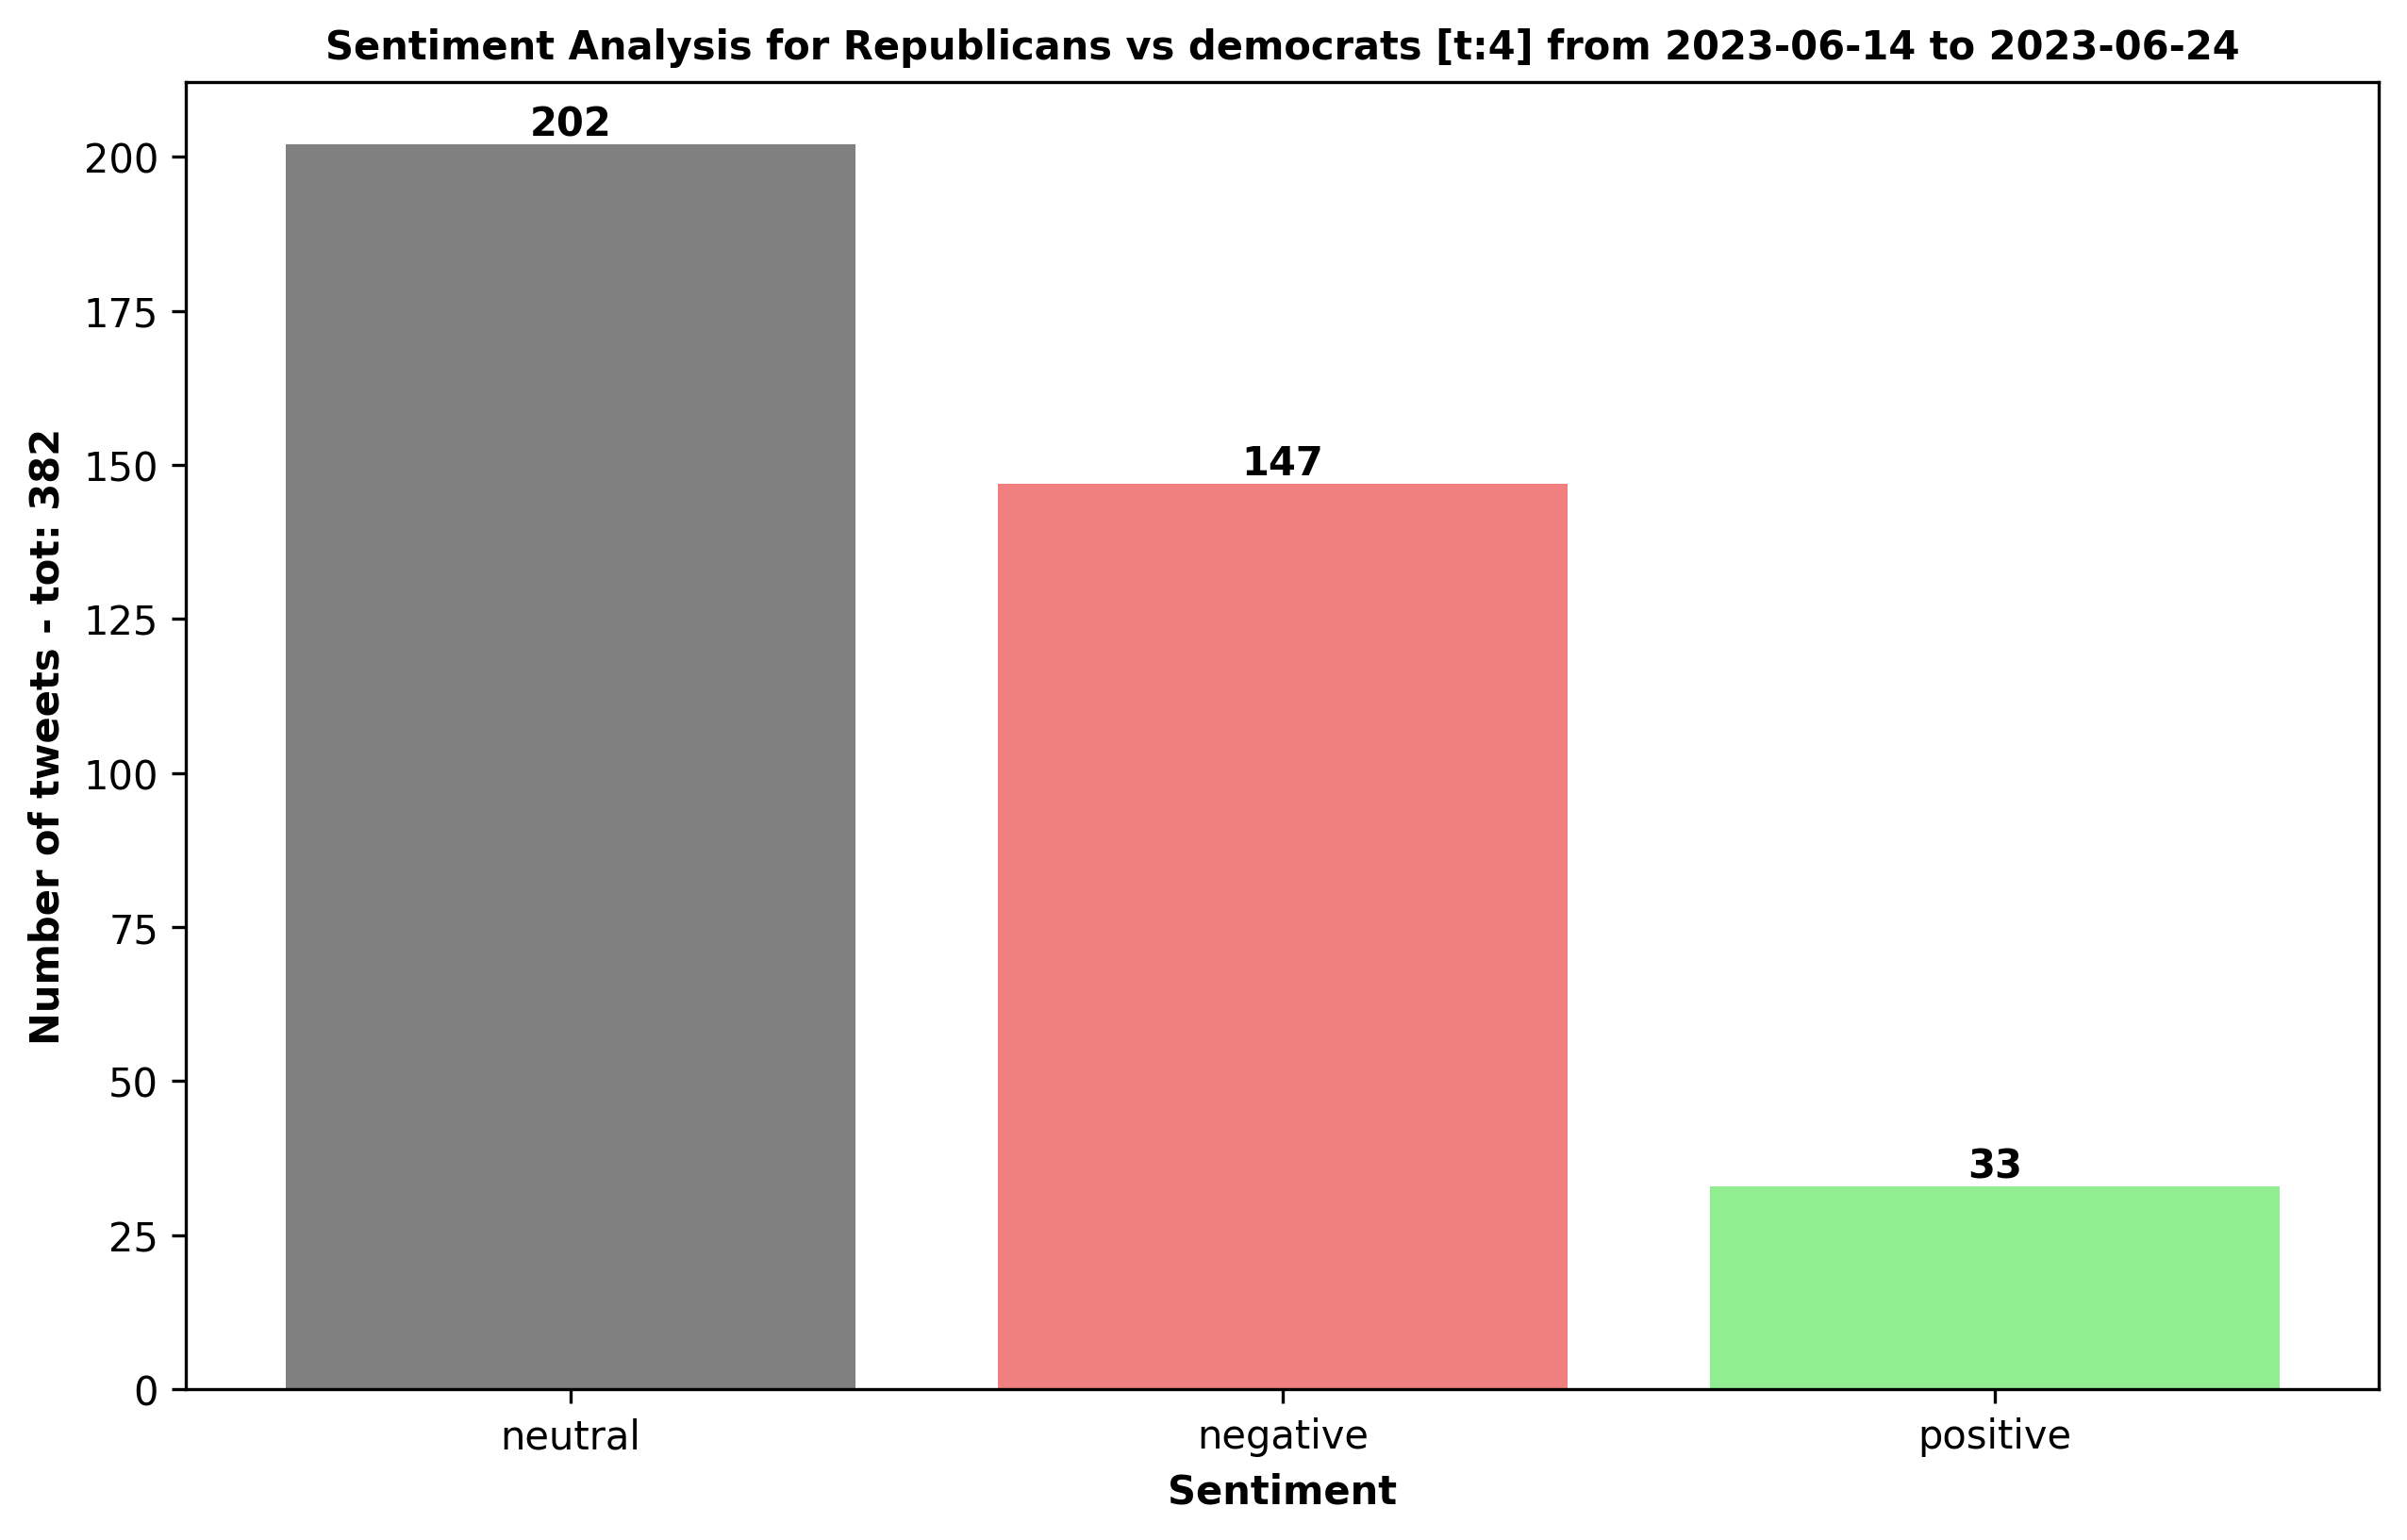 Sentiment Analysis for Republicans vs democrats [t:4] from 2023-06-14 to 2023-06-24
Number of tweets - tot: 382
200
175
150
125
100
75
50
25
0
202
147
33
neutral
negative
positive
Sentiment